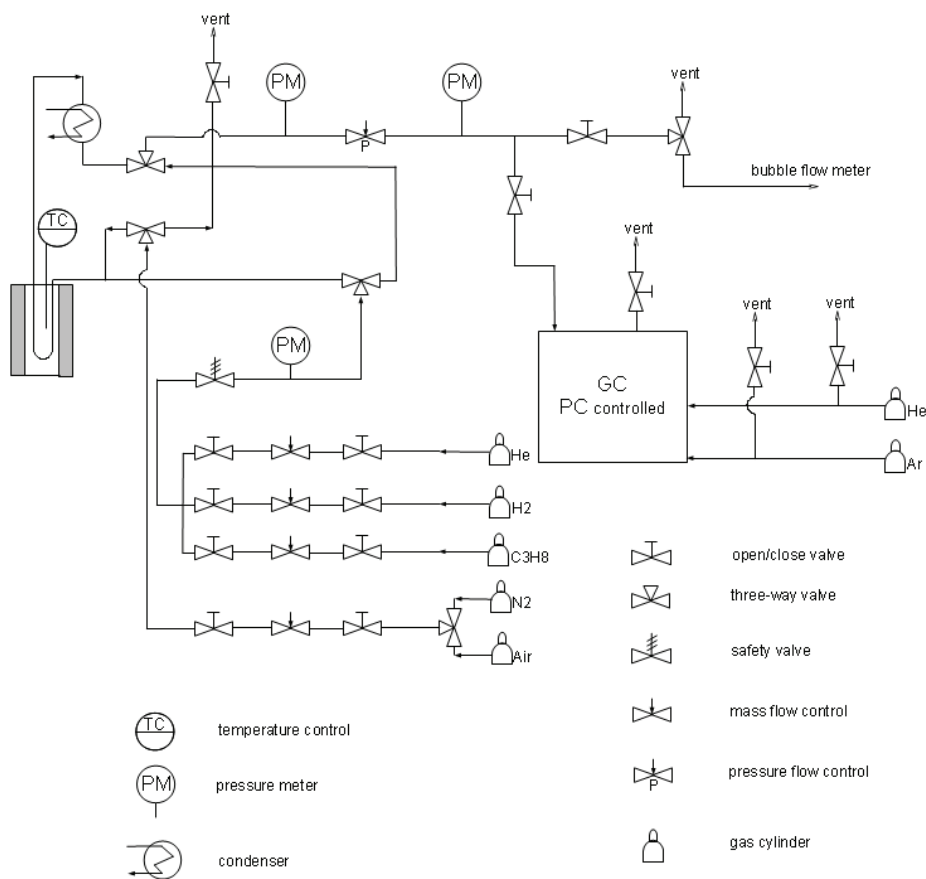 vent
PM
PM
vent
bubble flow meter
TC
vent
vent
vent
PM
GC
PC controlled
He
Ar
He
H2
C3H8
N2
Air
P
open/close valve
three-way valve
safety valve
TC
temperature control
mass flow control
PM
pressure meter
P
pressure flow control
condenser
gas cylinder